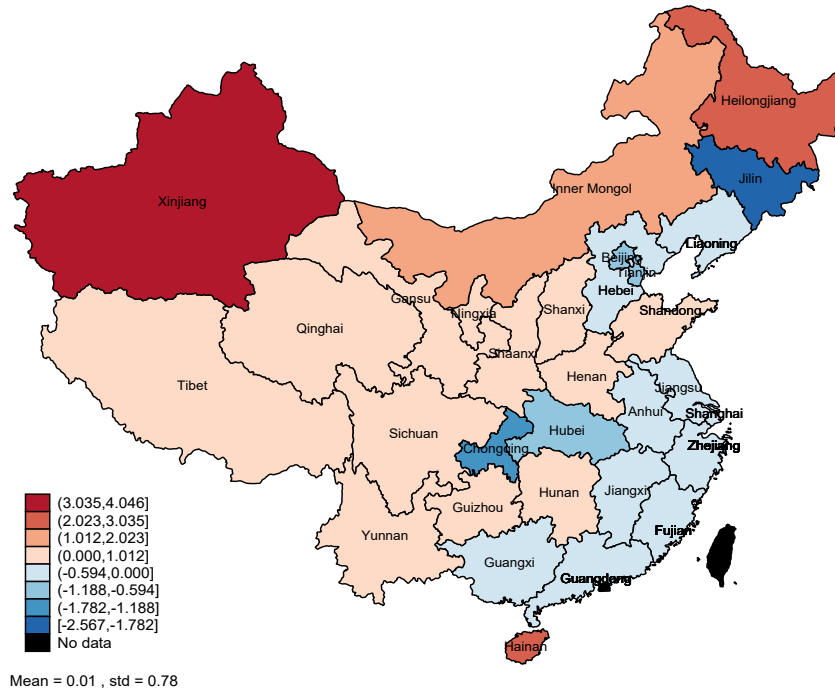 Heilongjiang
Jilin
Xinjiang
Inner Mongol
Liaoning
Beijing
Tianjin
Hebei
Gansu
Ningxia
Shanxi
Shandong
Qinghai
Shaanxi
Henan
Tibet
Jiangsu
Anhui
Shanghai
Sichuan
Hubei
Chongqing
Zhejiang
Hunan
Jiangxi
Guizhou
Yunnan
Fujian
Guangxi
Guangdong
Hainan
(3.035,4.046]
(2.023,3.035]
(1.012,2.023]
(0.000,1.012]
(-0.594,0.000]
(-1.188,-0.594]
(-1.782,-1.188]
[-2.567,-1.782]
No data
Mean = 0.01 , std = 0.78